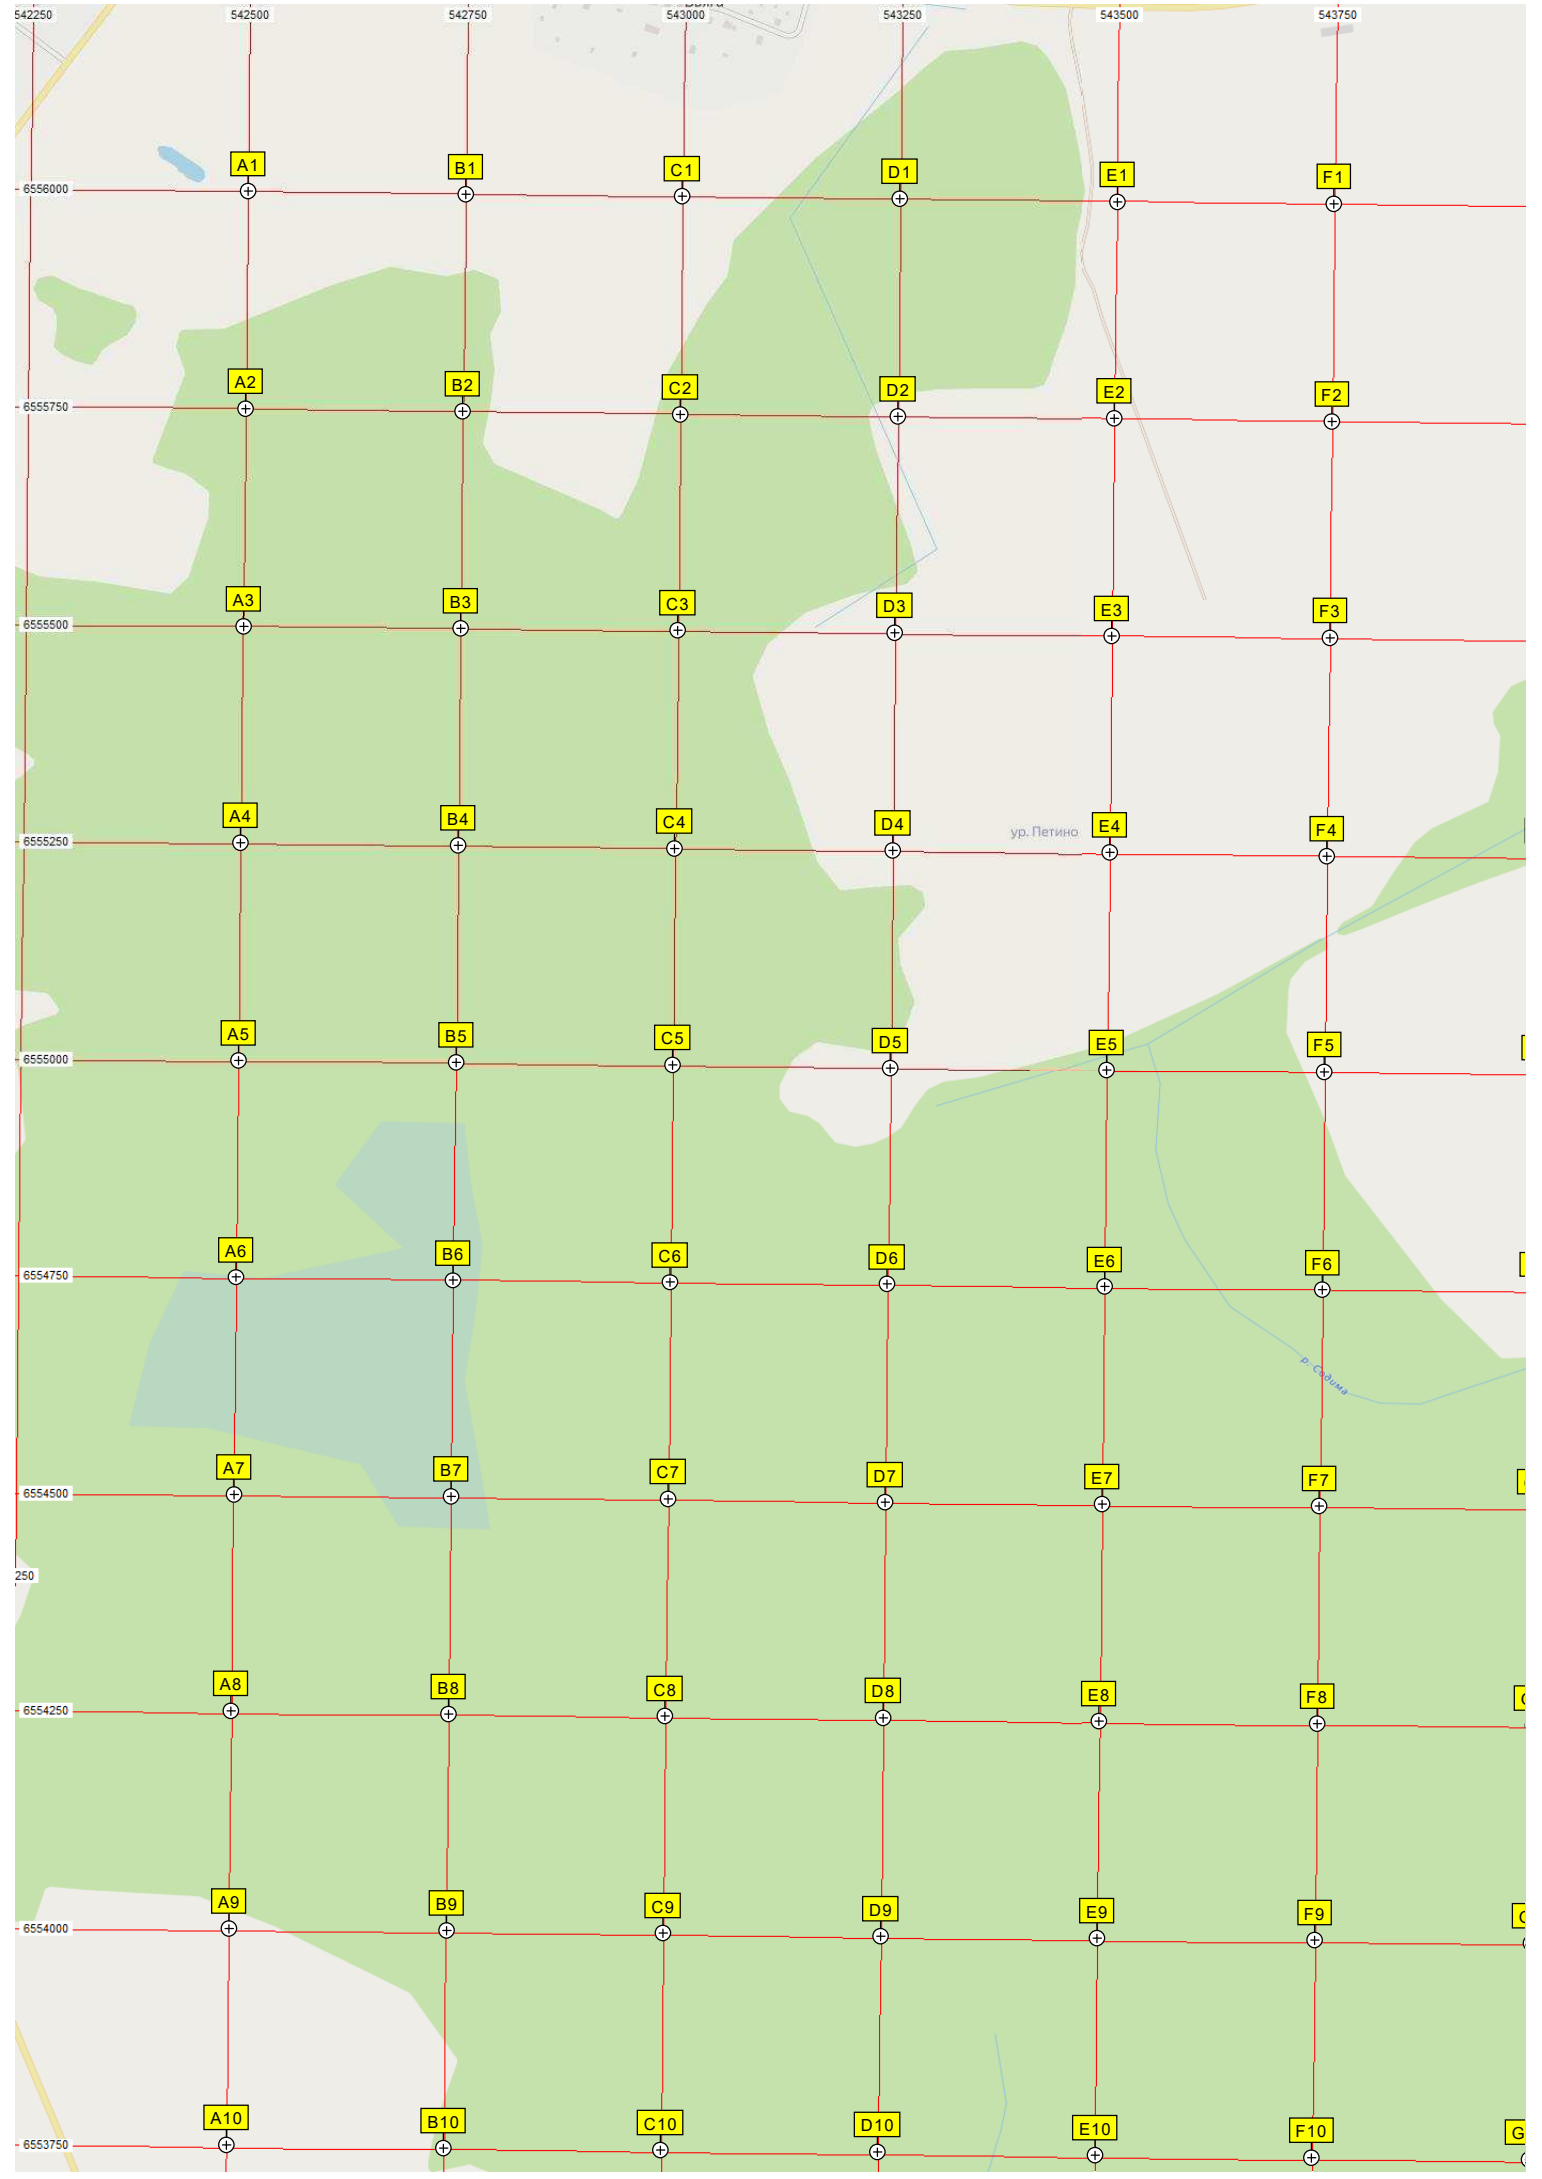 542250 542500 542750 543000 543250 543500 543750
A1 B1 C1 D1 E1 F1
6556000
A2 B2 C2 D2 E2 F2
6555750
A3 B3 C3 D3 E3 F3
6555500
A4 B4 C4 D4 E4 F4
ур. Петино
6555250
A5 B5 C5 D5 E5 F5
6555000
A6 B6 C6 D6 E6 F6
6554750
р. Содима
A7 B7 C7 D7 E7 F7
6554500
250
A8 B8 C8 D8 E8 F8
6554250
A9 B9 C9 D9 E9 F9
6554000
A10 B10 C10 D10 E10 F10 G
6553750